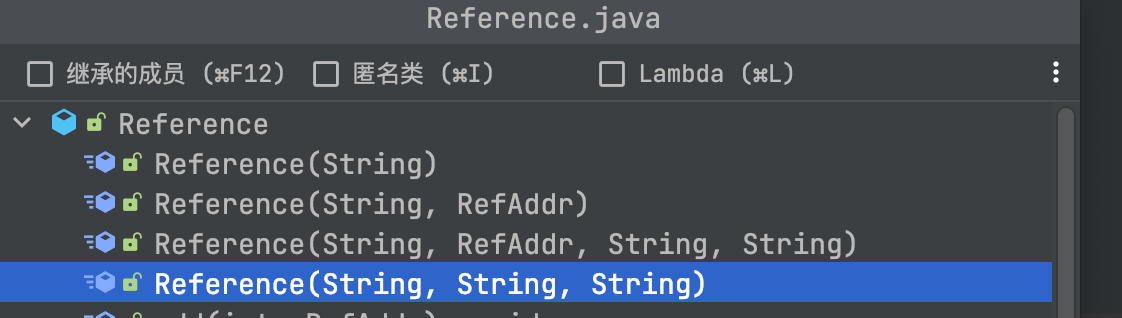 Reference.java
继承的成员 (⌘F12) 匿名类 (⌘I) Lambda (⌘L)
Reference
Reference(String)
Reference(String, RefAddr)
Reference(String, RefAddr, String, String)
Reference(String, String, String)